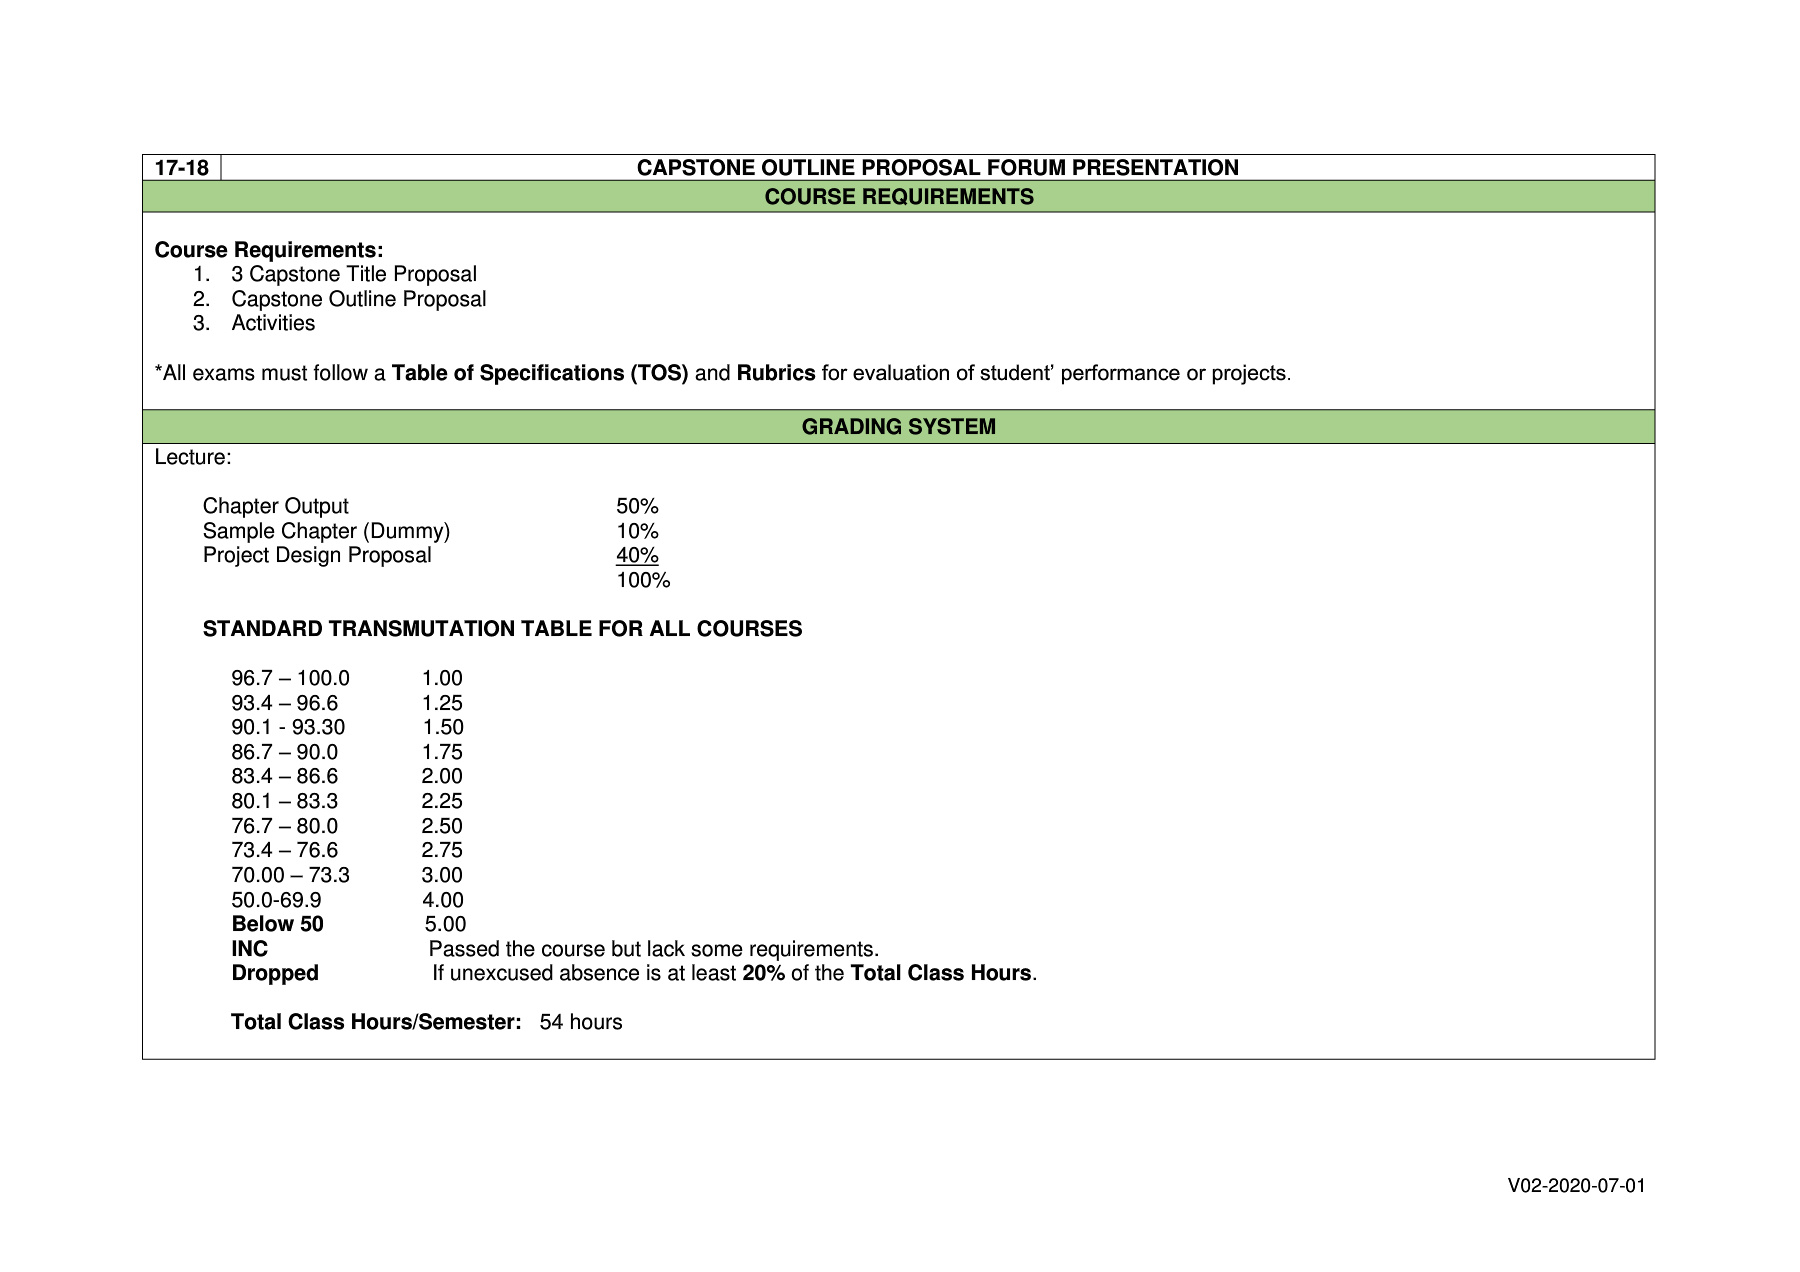 17-18 CAPSTONE OUTLINE PROPOSAL FORUM PRESENTATION
COURSE REQUIREMENTS
Course Requirements:
1. 3 Capstone Title Proposal
2. Capstone Outline Proposal
3. Activities
*All exams must follow a Table of Specifications (TOS) and Rubrics for evaluation of student’ performance or projects.
GRADING SYSTEM
Lecture:
Chapter Output 50%
Sample Chapter (Dummy) 10%
Project Design Proposal 40%
100%
STANDARD TRANSMUTATION TABLE FOR ALL COURSES
96.7 – 100.0 1.00
93.4 – 96.6 1.25
90.1 - 93.30 1.50
86.7 – 90.0 1.75
83.4 – 86.6 2.00
80.1 – 83.3 2.25
76.7 – 80.0 2.50
73.4 – 76.6 2.75
70.00 – 73.3 3.00
50.0-69.9 4.00
Below 50 5.00
INC Passed the course but lack some requirements.
Dropped If unexcused absence is at least 20% of the Total Class Hours.
Total Class Hours/Semester: 54 hours
V02-2020-07-01